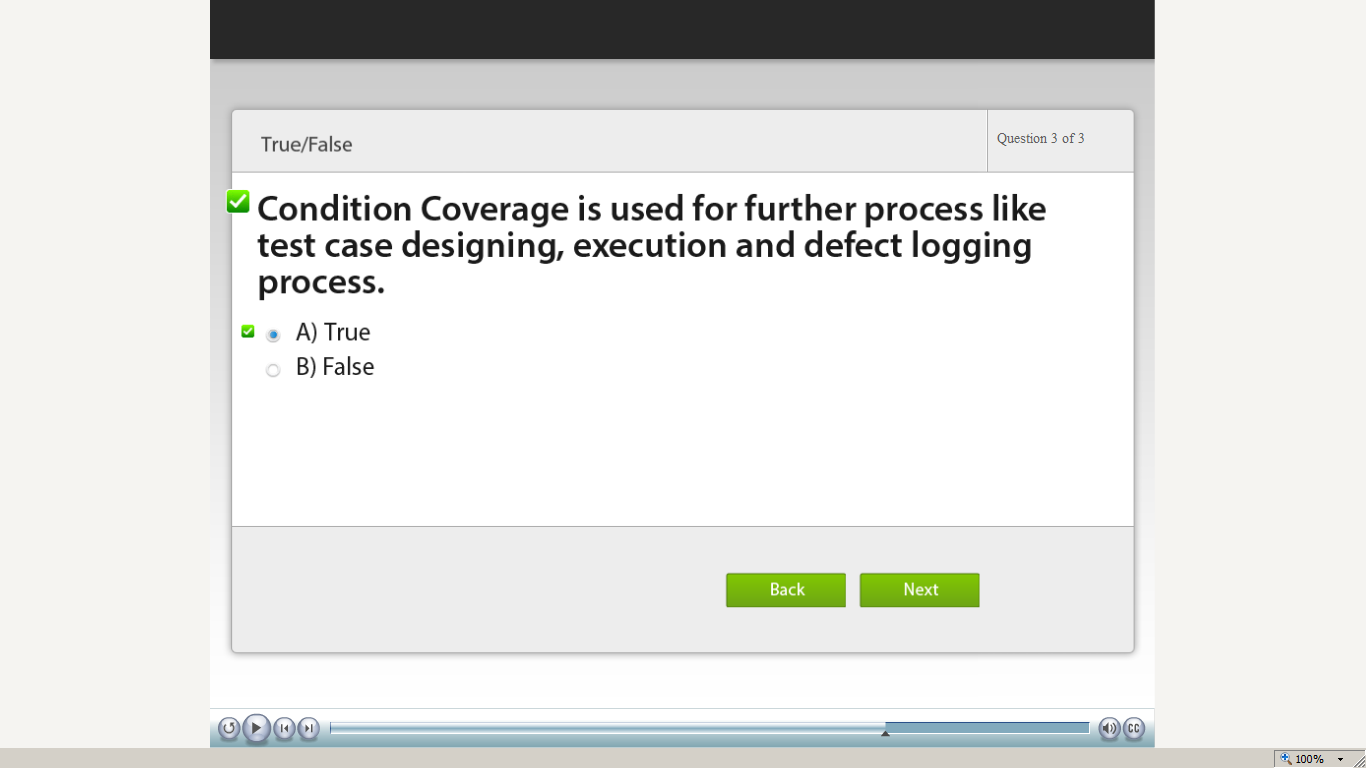 True/False
Question 3 of 3
Condition Coverage is used for further process like
test case designing, execution and defect logging
process.
A) True
B) False
Back
Next
CC
100%